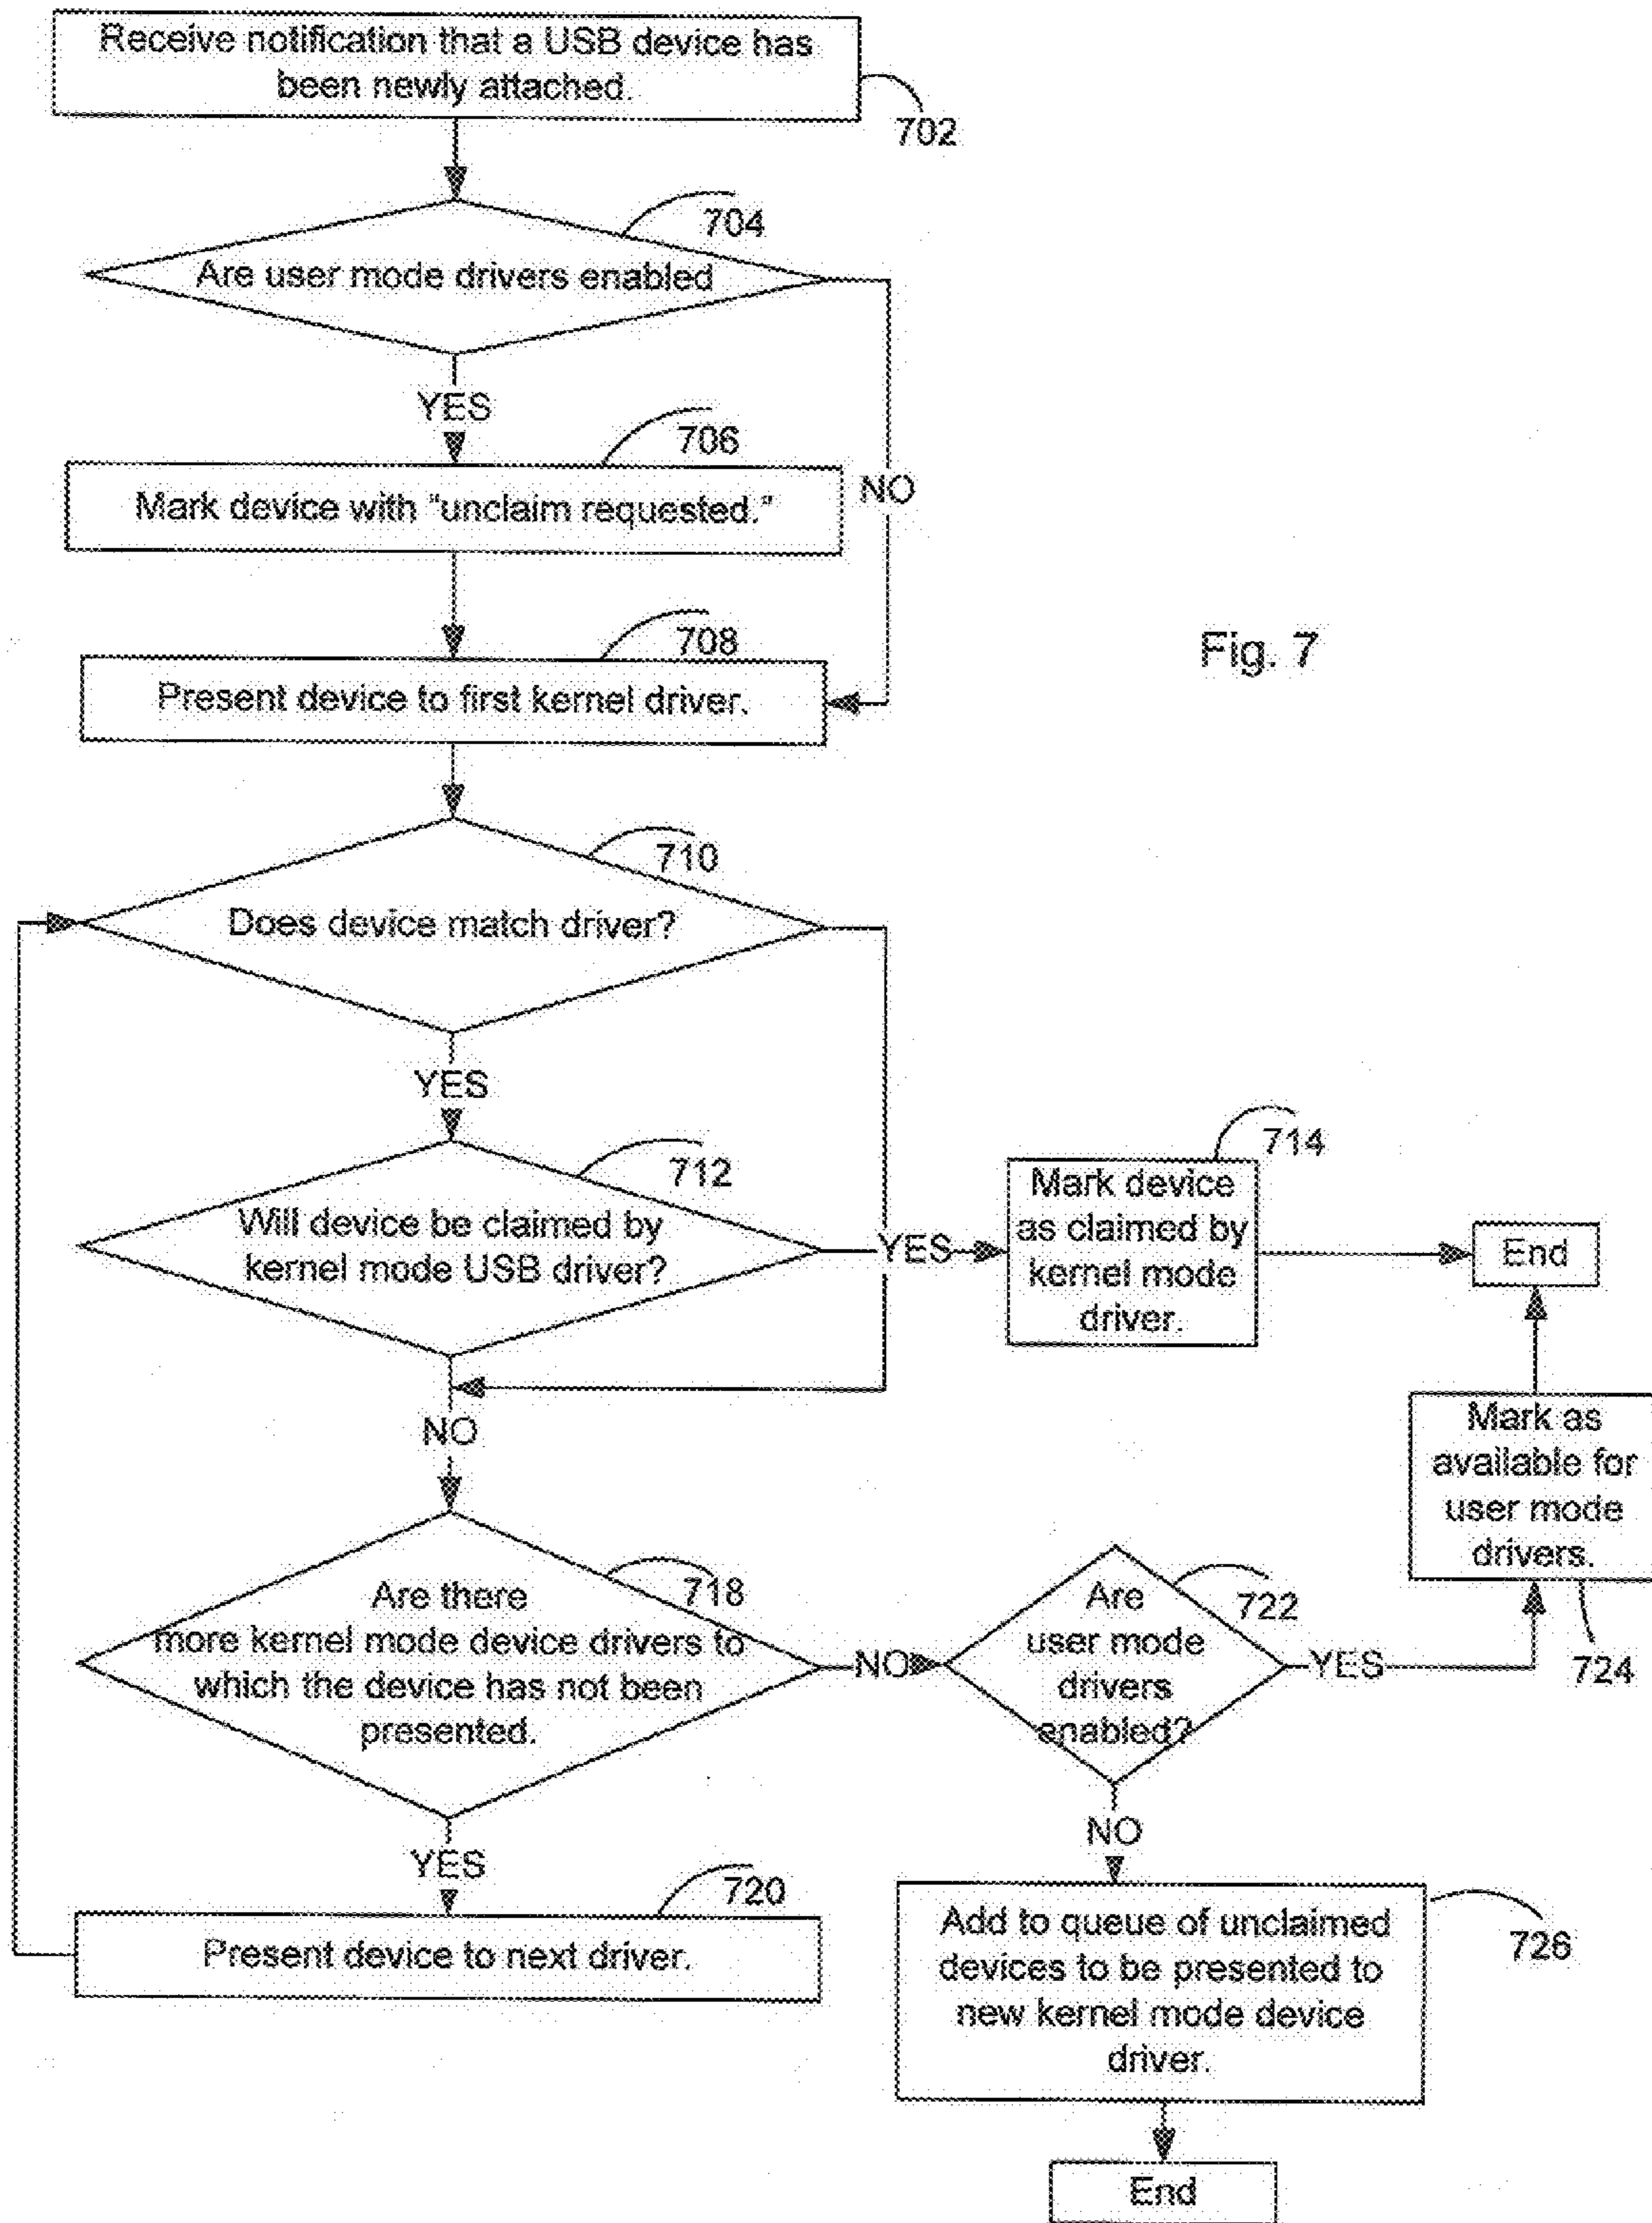 Receive notification that a USB device has
been newly attached.
702
704
Are user mode drivers enabled
YES
706
Mark device with "unclaim requested."
NO
708
Present device to first kernel driver.
Fig. 7
710
Does device match driver?
YES
712
Will device be claimed by
kernel mode USB driver?
YES
714
Mark device
as claimed by
kernel mode
driver.
End
NO
Mark as
available for
user mode
drivers.
724
718
Are there
more kernel mode device drivers to
which the device has not been
presented.
NO
722
Are
user mode
drivers
enabled?
YES
YES
NO
720
Present device to next driver.
726
Add to queue of unclaimed
devices to be presented to
new kernel mode device
driver.
End